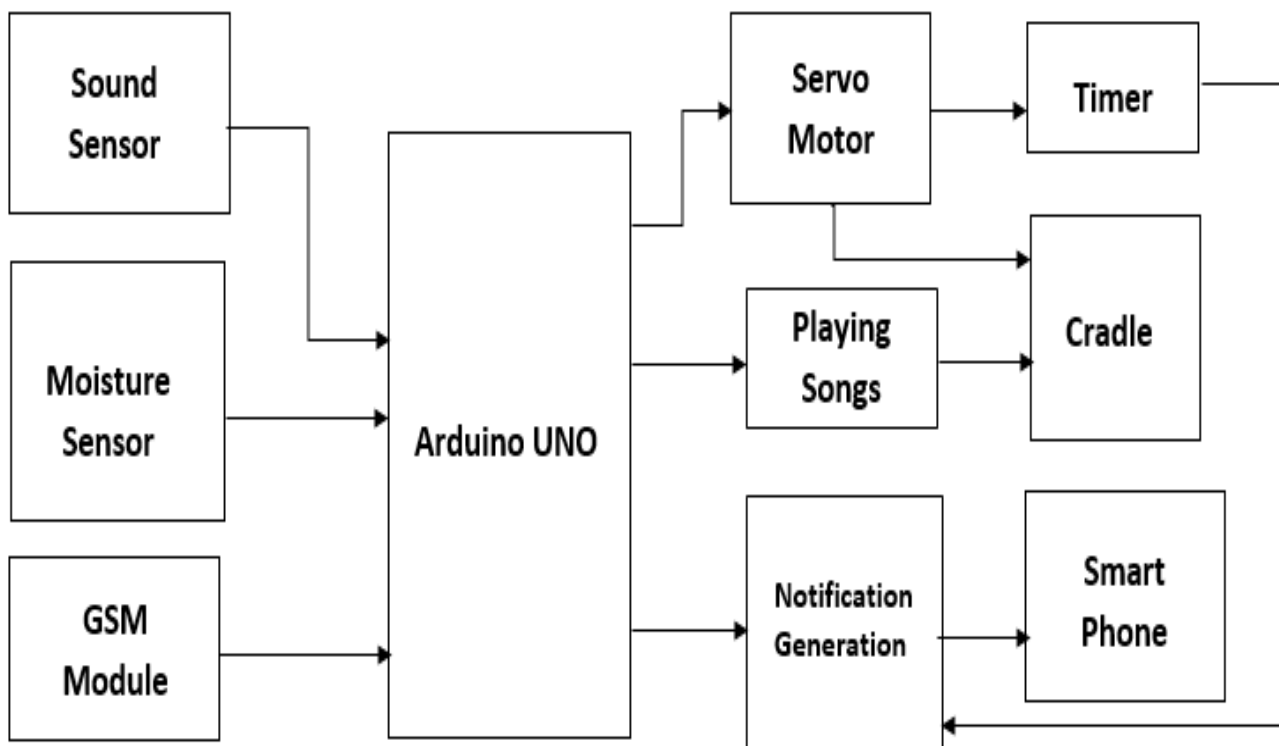 Sound
Sensor
Moisture
Sensor
GSM
Module
Arduino UNO
Servo
Motor
Timer
Playing
Songs
Cradle
Notification
Generation
Smart
Phone